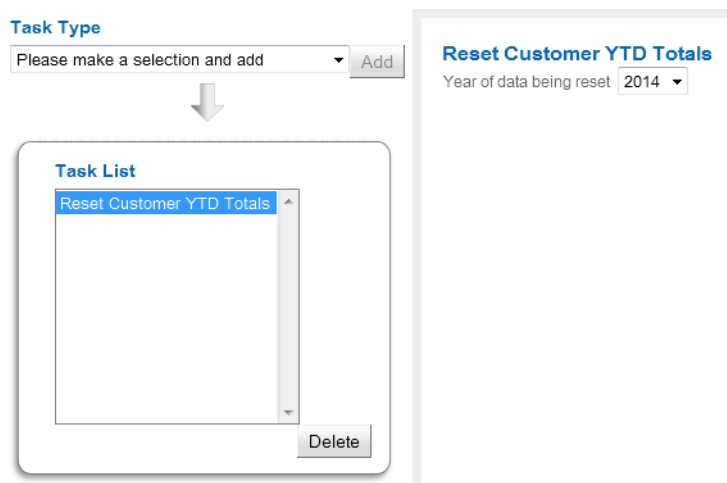 Task Type
Please make a selection and add
Add
Task List
Reset Customer YTD Totals
Delete
Reset Customer YTD Totals
Year of data being reset 2014